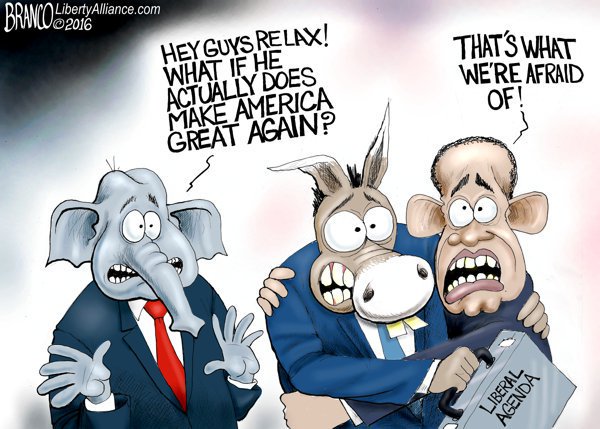 BRANCO LibertyAlliance.com
©2016
HEY GUYS RELAX!
WHAT IF HE
ACTUALLY DOES
MAKE AMERICA
GREAT AGAIN?
THAT'S WHAT
WE'RE AFRAID
OF!
LIBERAL
AGENDA